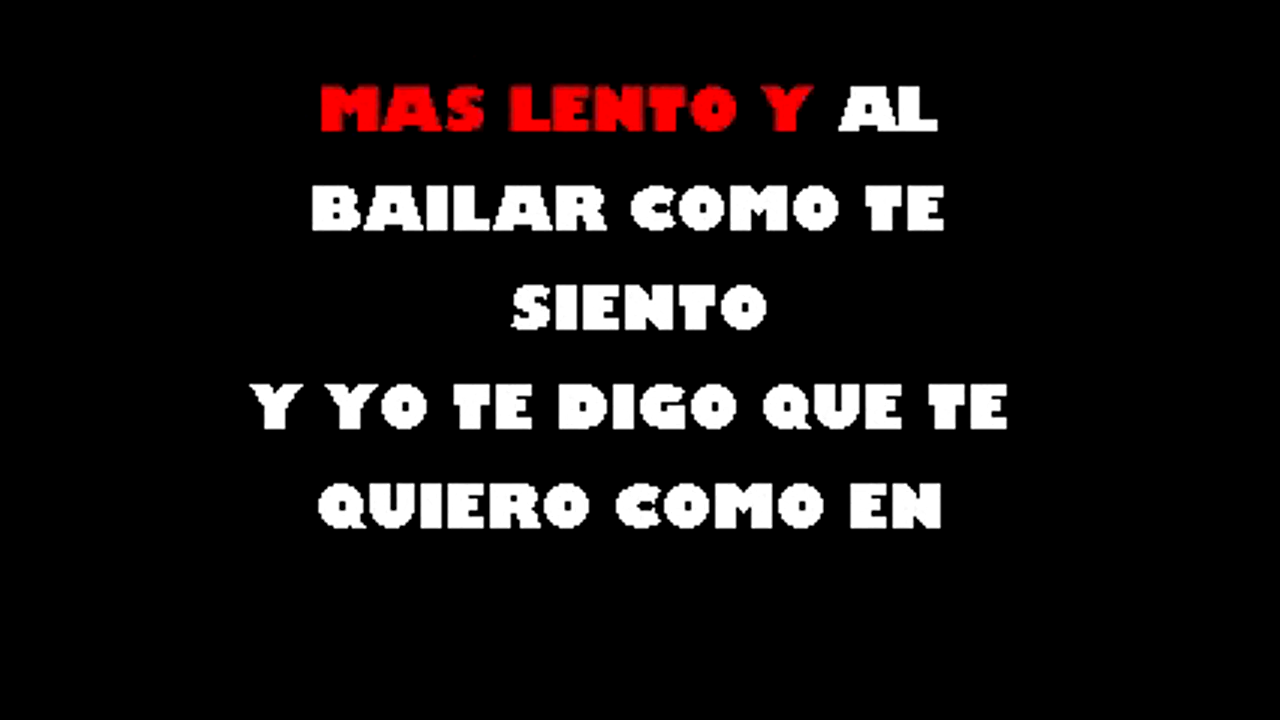 MAS LENTO Y AL
BAILAR COMO TE
SIENTO
Y YO TE DIGO QUE TE
QUIERO COMO EN